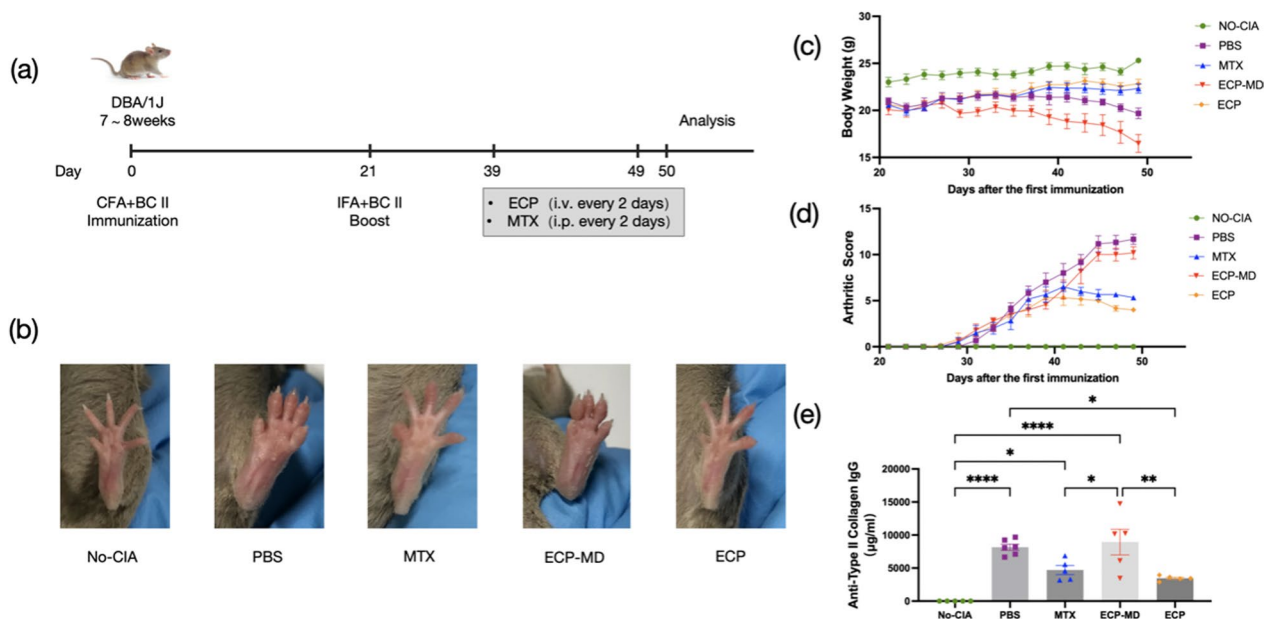 (a)
DBA/1J
7 ~ 8weeks
Analysis
Day 0 21 39 49 50
CFA+BC II
Immunization
IFA+BC II
Boost
• ECP (i.v. every 2 days)
• MTX (i.p. every 2 days)
(b)
No-CIA PBS MTX ECP-MD ECP
(c)
Body Weight (g)
30
25
20
15
20 30 40 50
Days after the first immunization
NO-CIA
PBS
MTX
ECP-MD
ECP
(d)
Arthritic Score
15
10
5
0
20 30 40 50
Days after the first immunization
NO-CIA
PBS
MTX
ECP-MD
ECP
(e)
*
****
*
**** * **
Anti-Type II Collagen IgG
(μg/ml)
20000
15000
10000
5000
0
No-CIA PBS MTX ECP-MD ECP